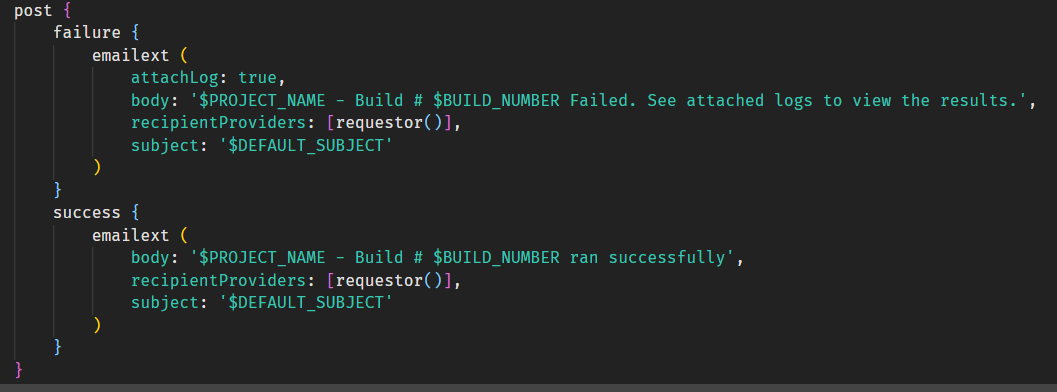 post {
    failure {
        emailext (
            attachLog: true,
            body: '$PROJECT_NAME - Build # $BUILD_NUMBER Failed. See attached logs to view the results.',
            recipientProviders: [requestor()],
            subject: '$DEFAULT_SUBJECT'
        )
    }
    success {
        emailext (
            body: '$PROJECT_NAME - Build # $BUILD_NUMBER ran successfully',
            recipientProviders: [requestor()],
            subject: '$DEFAULT_SUBJECT'
        )
    }
}